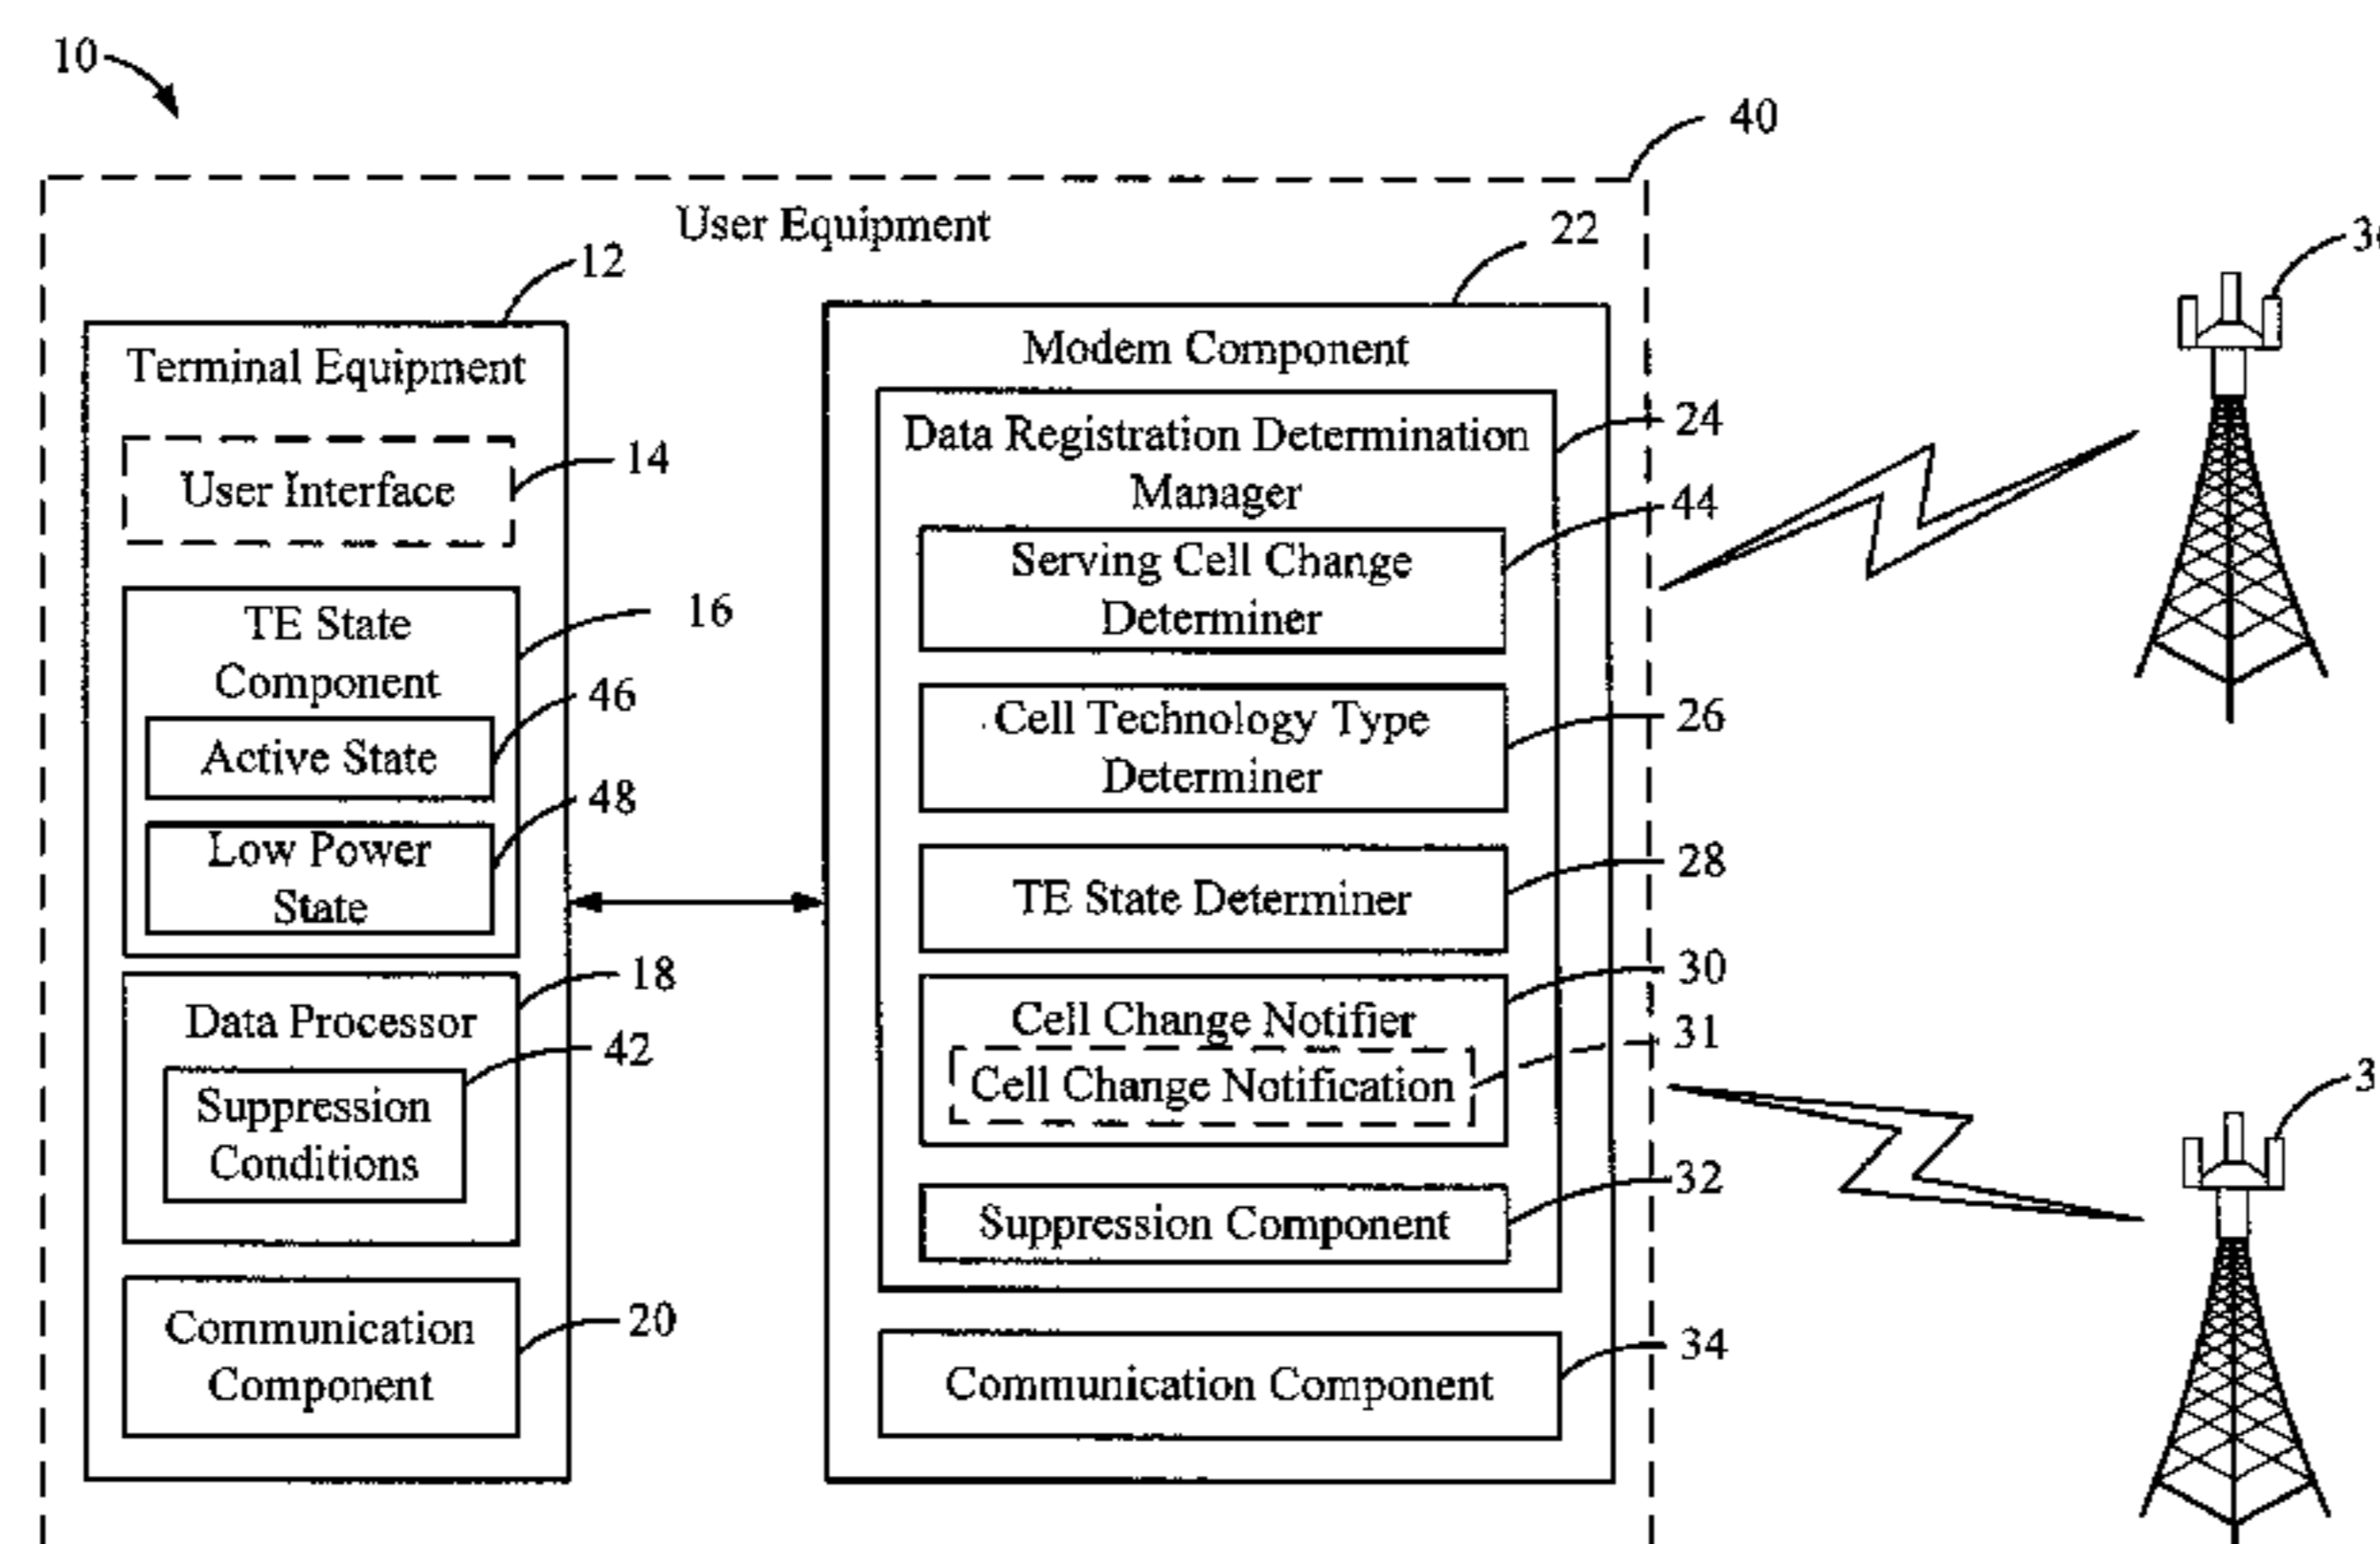 10
40
User Equipment
22
12
Terminal Equipment
User Interface
14
TE State
Component
16
Active State
46
Low Power
State
48
Data Processor
18
Suppression
Conditions
42
Communication
Component
20
Modem Component
Data Registration Determination
Manager
24
Serving Cell Change
Determiner
44
Cell Technology Type
Determiner
26
TE State Determiner
28
Cell Change Notifier
30
Cell Change Notification
31
Suppression Component
32
Communication Component
34